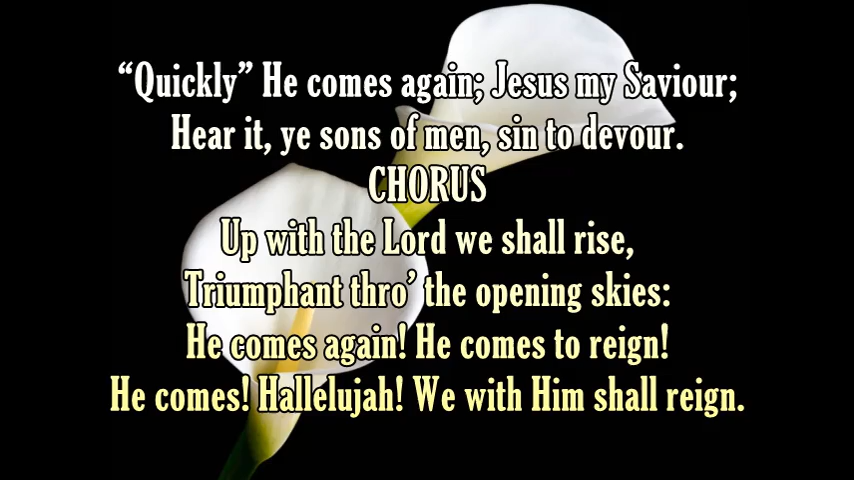 “Quickly” He comes again; Jesus my Saviour;
Hear it, ye sons of men, sin to devour.
CHORUS
Up with the Lord we shall rise,
Triumphant thro’ the opening skies:
He comes again! He comes to reign!
He comes! Hallelujah! We with Him shall reign.